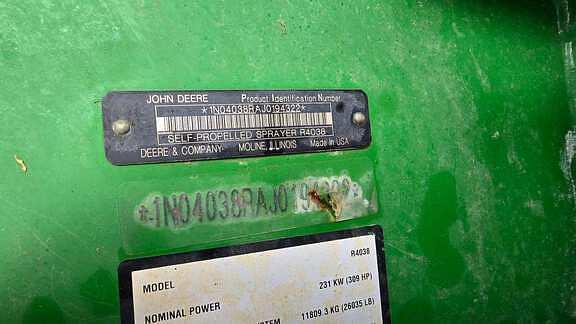 JOHN DEERE Product Identification Number
*1N04038RAJ0194322*
SELF-PROPELLED SPRAYER R4038
DEERE & COMPANY MOLINE, ILLINOIS Made in USA
*1N04038RAJ0194322*
MODEL R4038
NOMINAL POWER 231 KW (309 HP)
11809.3 KG (26035 LB)